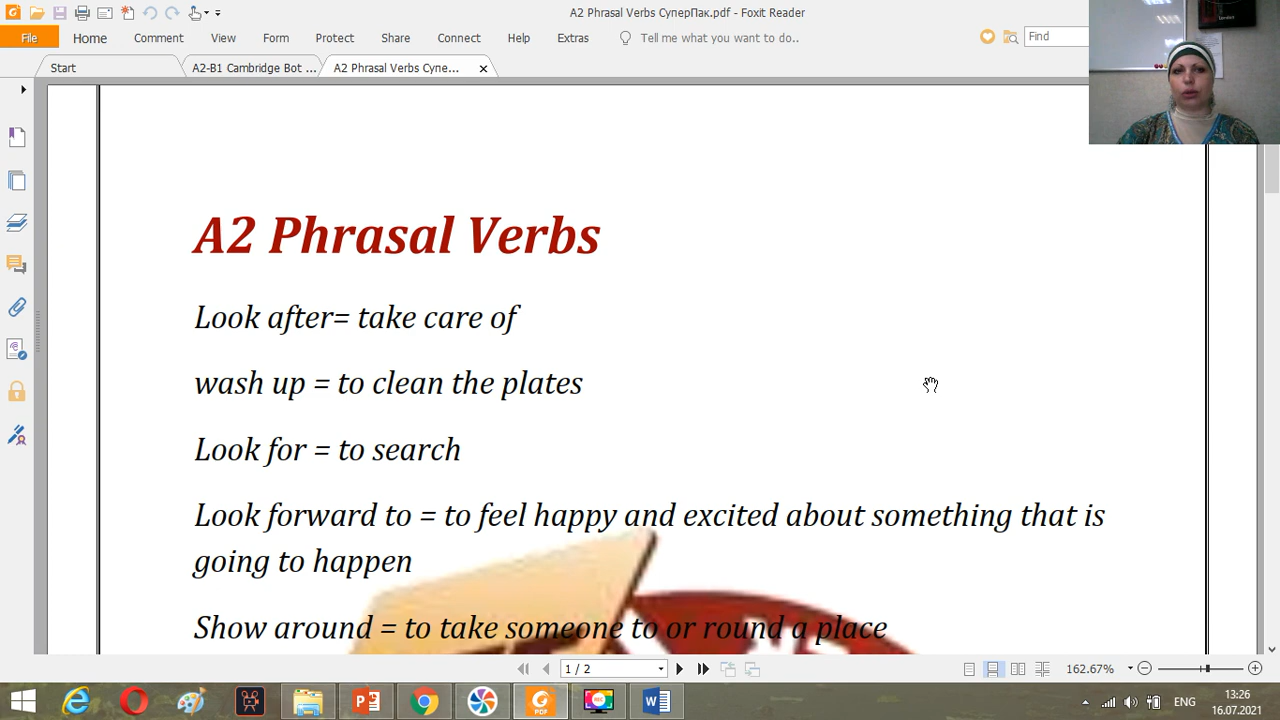 A2 Phrasal Verbs СуперПак.pdf - Foxit Reader
File Home Comment View Form Protect Share Connect Help Extras Tell me what you want to do.. Find
Start A2-B1 Cambridge Bot ... A2 Phrasal Verbs Супе...
A2 Phrasal Verbs
Look after= take care of
wash up = to clean the plates
Look for = to search
Look forward to = to feel happy and excited about something that is
going to happen
Show around = to take someone to or round a place
1 / 2 162.67%
ENG 13:26
16.07.2021